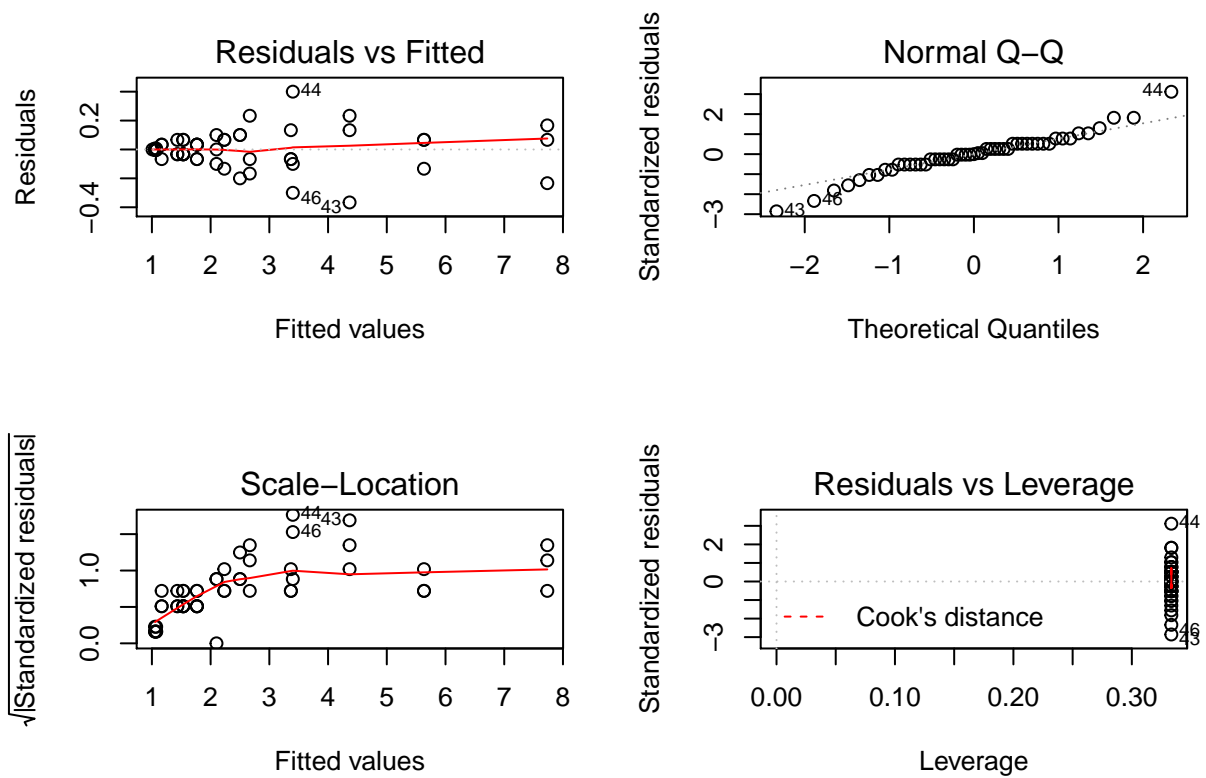 Residuals vs Fitted
Residuals
0.2
−0.4
44
46
43
1 2 3 4 5 6 7 8
Fitted values
Normal Q−Q
Standardized residuals
2
0
−3
44
46
43
−2 −1 0 1 2
Theoretical Quantiles
Scale−Location
√|Standardized residuals|
1.0
0.0
44
43
46
1 2 3 4 5 6 7 8
Fitted values
Residuals vs Leverage
Standardized residuals
2
0
−3
44
Cook's distance
46
43
0.00 0.10 0.20 0.30
Leverage